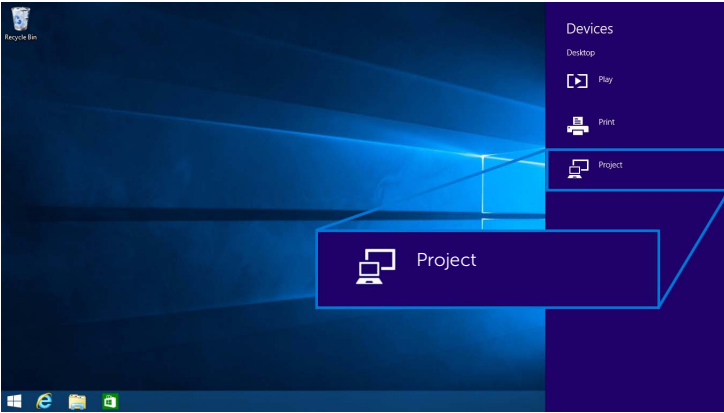 Recycle Bin
Devices
Desktop
Play
Print
Project
Project